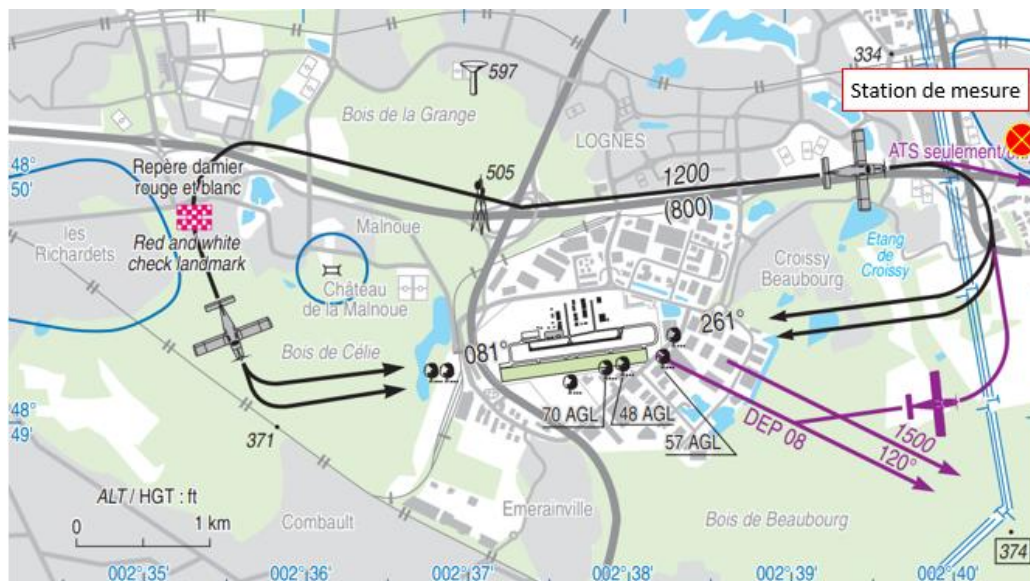 597
334
Station de mesure
Bois de la Grange
LOGNES
48°
50'
Repère damier
rouge et blanc
505
1200
(800)
ATS seulement/
les
Richardets
Red and white
check landmark
Malnoue
Château
de la Malnoue
Etang
de
Croissy
Croissy
Beaubourg
Bois de Célie
081°
261°
48°
49'
371
70 AGL
48 AGL
57 AGL
DEP 08
1500
120°
ALT / HGT : ft
0 1 km
Combault
Emerainville
Bois de Beaubourg
374
002° 35'
002° 36'
002° 37'
002° 38'
002° 39'
002° 40'